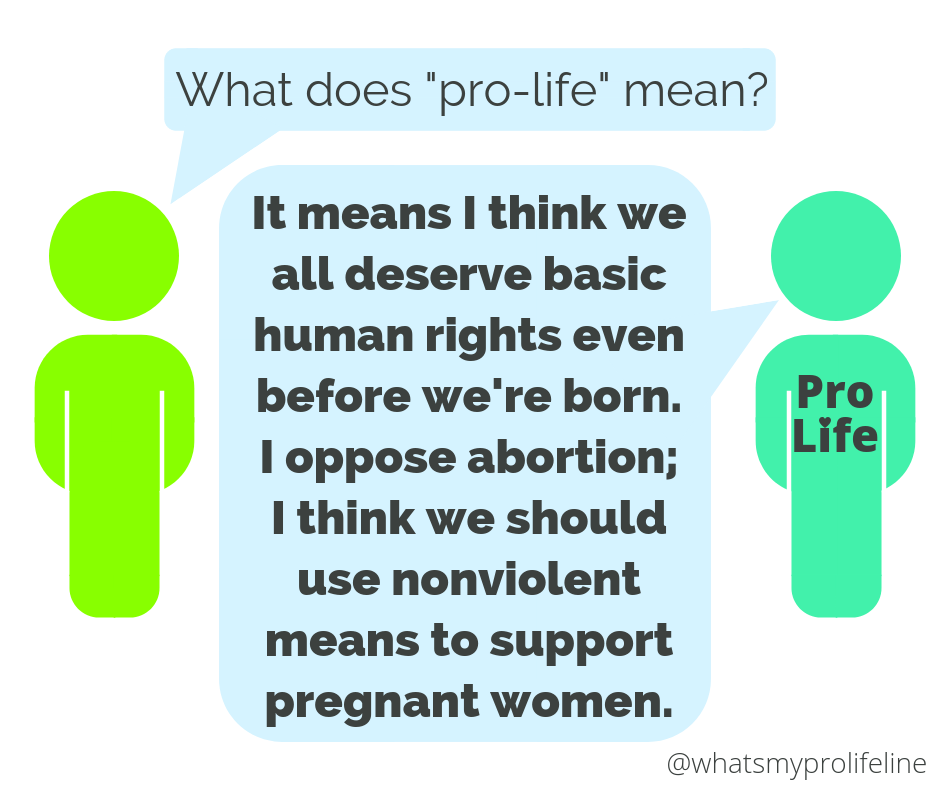 What does "pro-life" mean?
It means I think we
all deserve basic
human rights even
before we're born.
I oppose abortion;
I think we should
use nonviolent
means to support
pregnant women.
Pro
Life
@whatsmyprolifeline